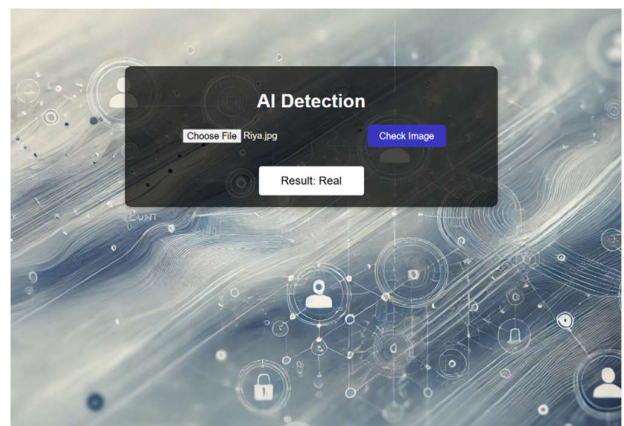 AI Detection
Choose File Riya.jpg
Check Image
Result: Real